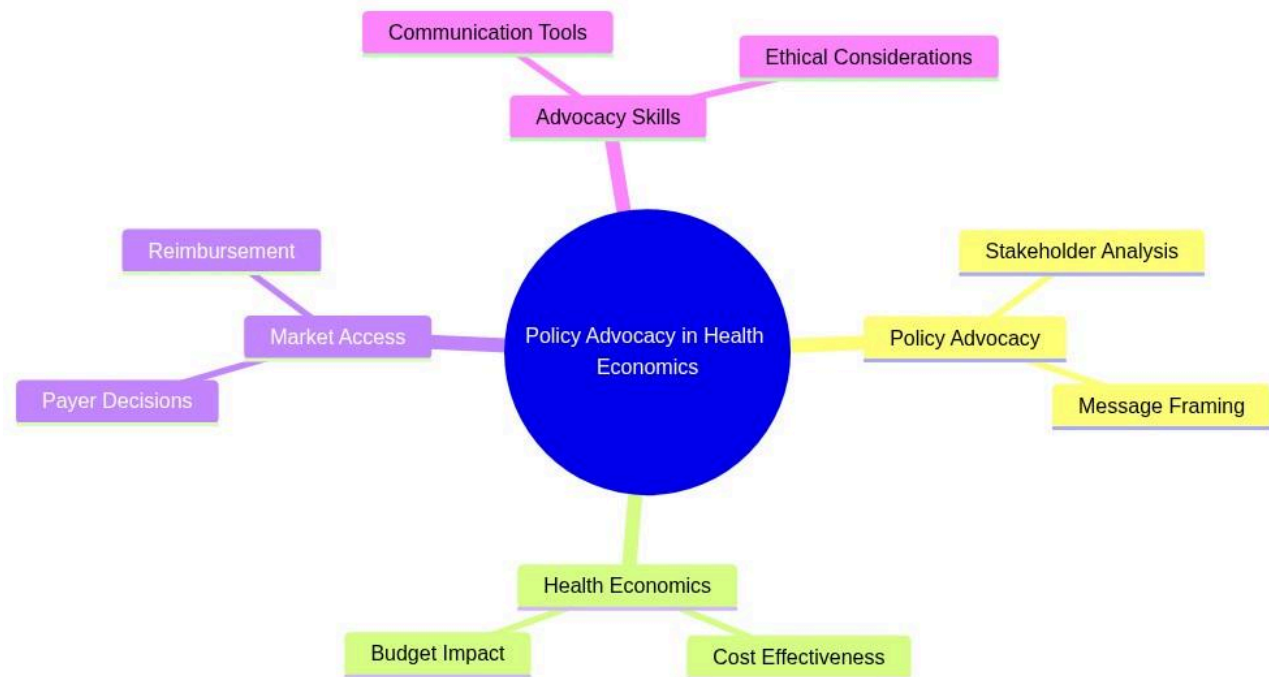 Communication Tools
Ethical Considerations
Advocacy Skills
Reimbursement
Stakeholder Analysis
Market Access
Policy Advocacy in Health
Economics
Policy Advocacy
Payer Decisions
Message Framing
Health Economics
Budget Impact
Cost Effectiveness